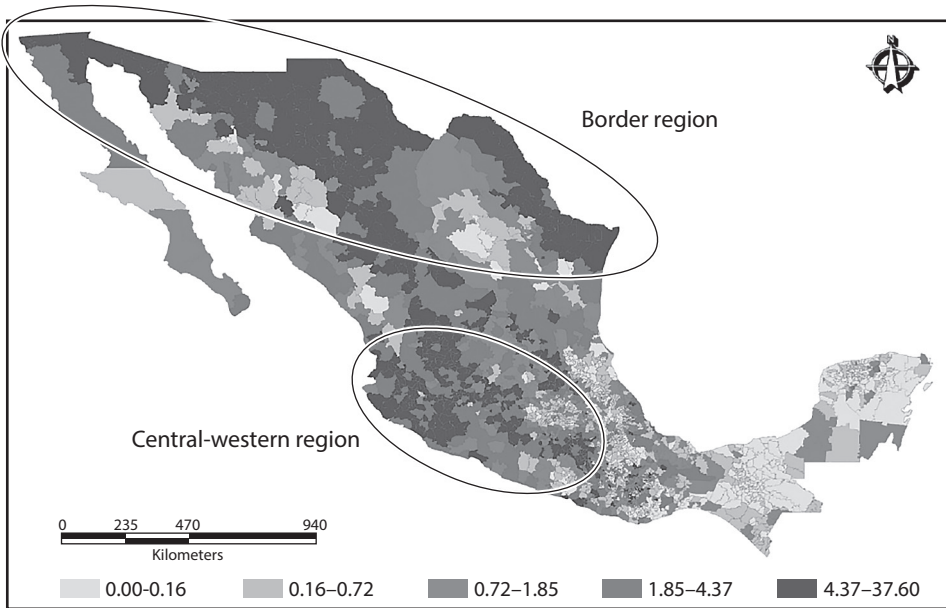 N
Border region
Central-western region
0 235 470 940
Kilometers
0.00-0.16 0.16–0.72 0.72–1.85 1.85–4.37 4.37–37.60